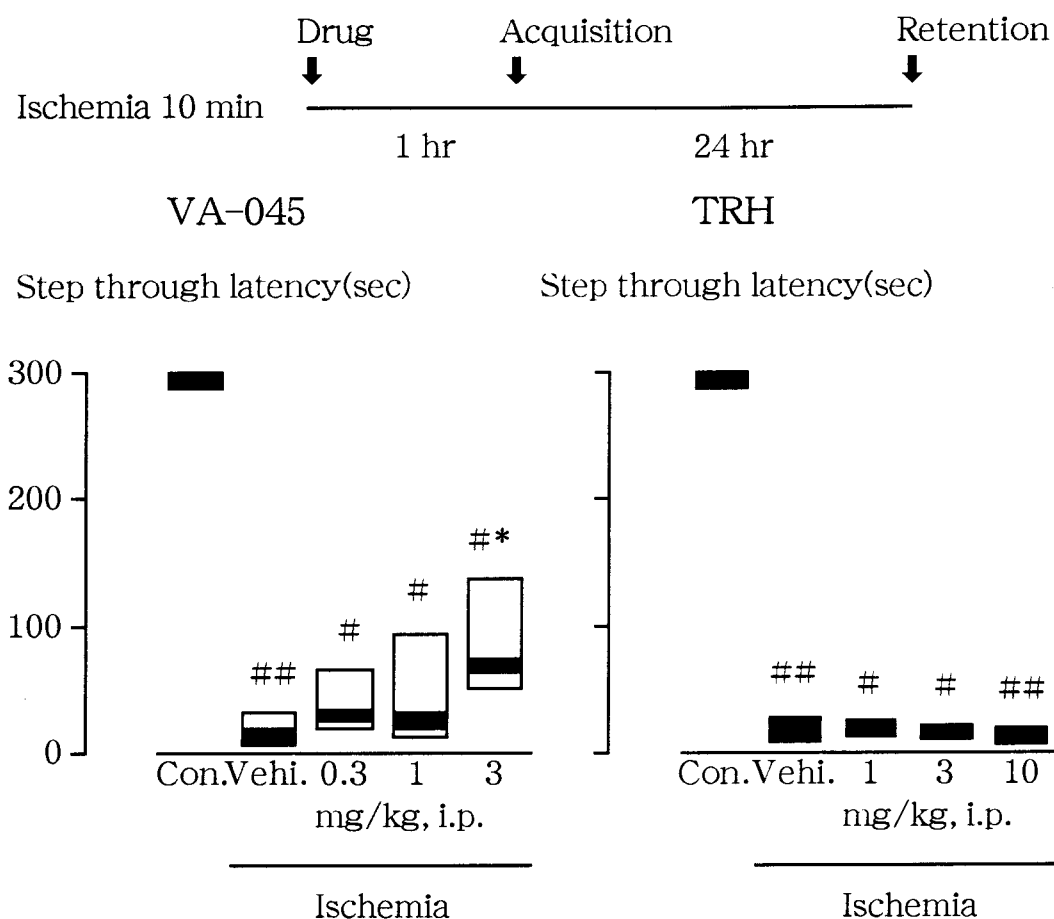 Drug Acquisition Retention
Ischemia 10 min
1 hr 24 hr
VA-045 TRH
Step through latency(sec) Step through latency(sec)
300
200
100
0
#*
#
#
##
## # # ##
Con. Vehi. 0.3 1 3 Con. Vehi. 1 3 10
mg/kg, i.p. mg/kg, i.p.
Ischemia Ischemia